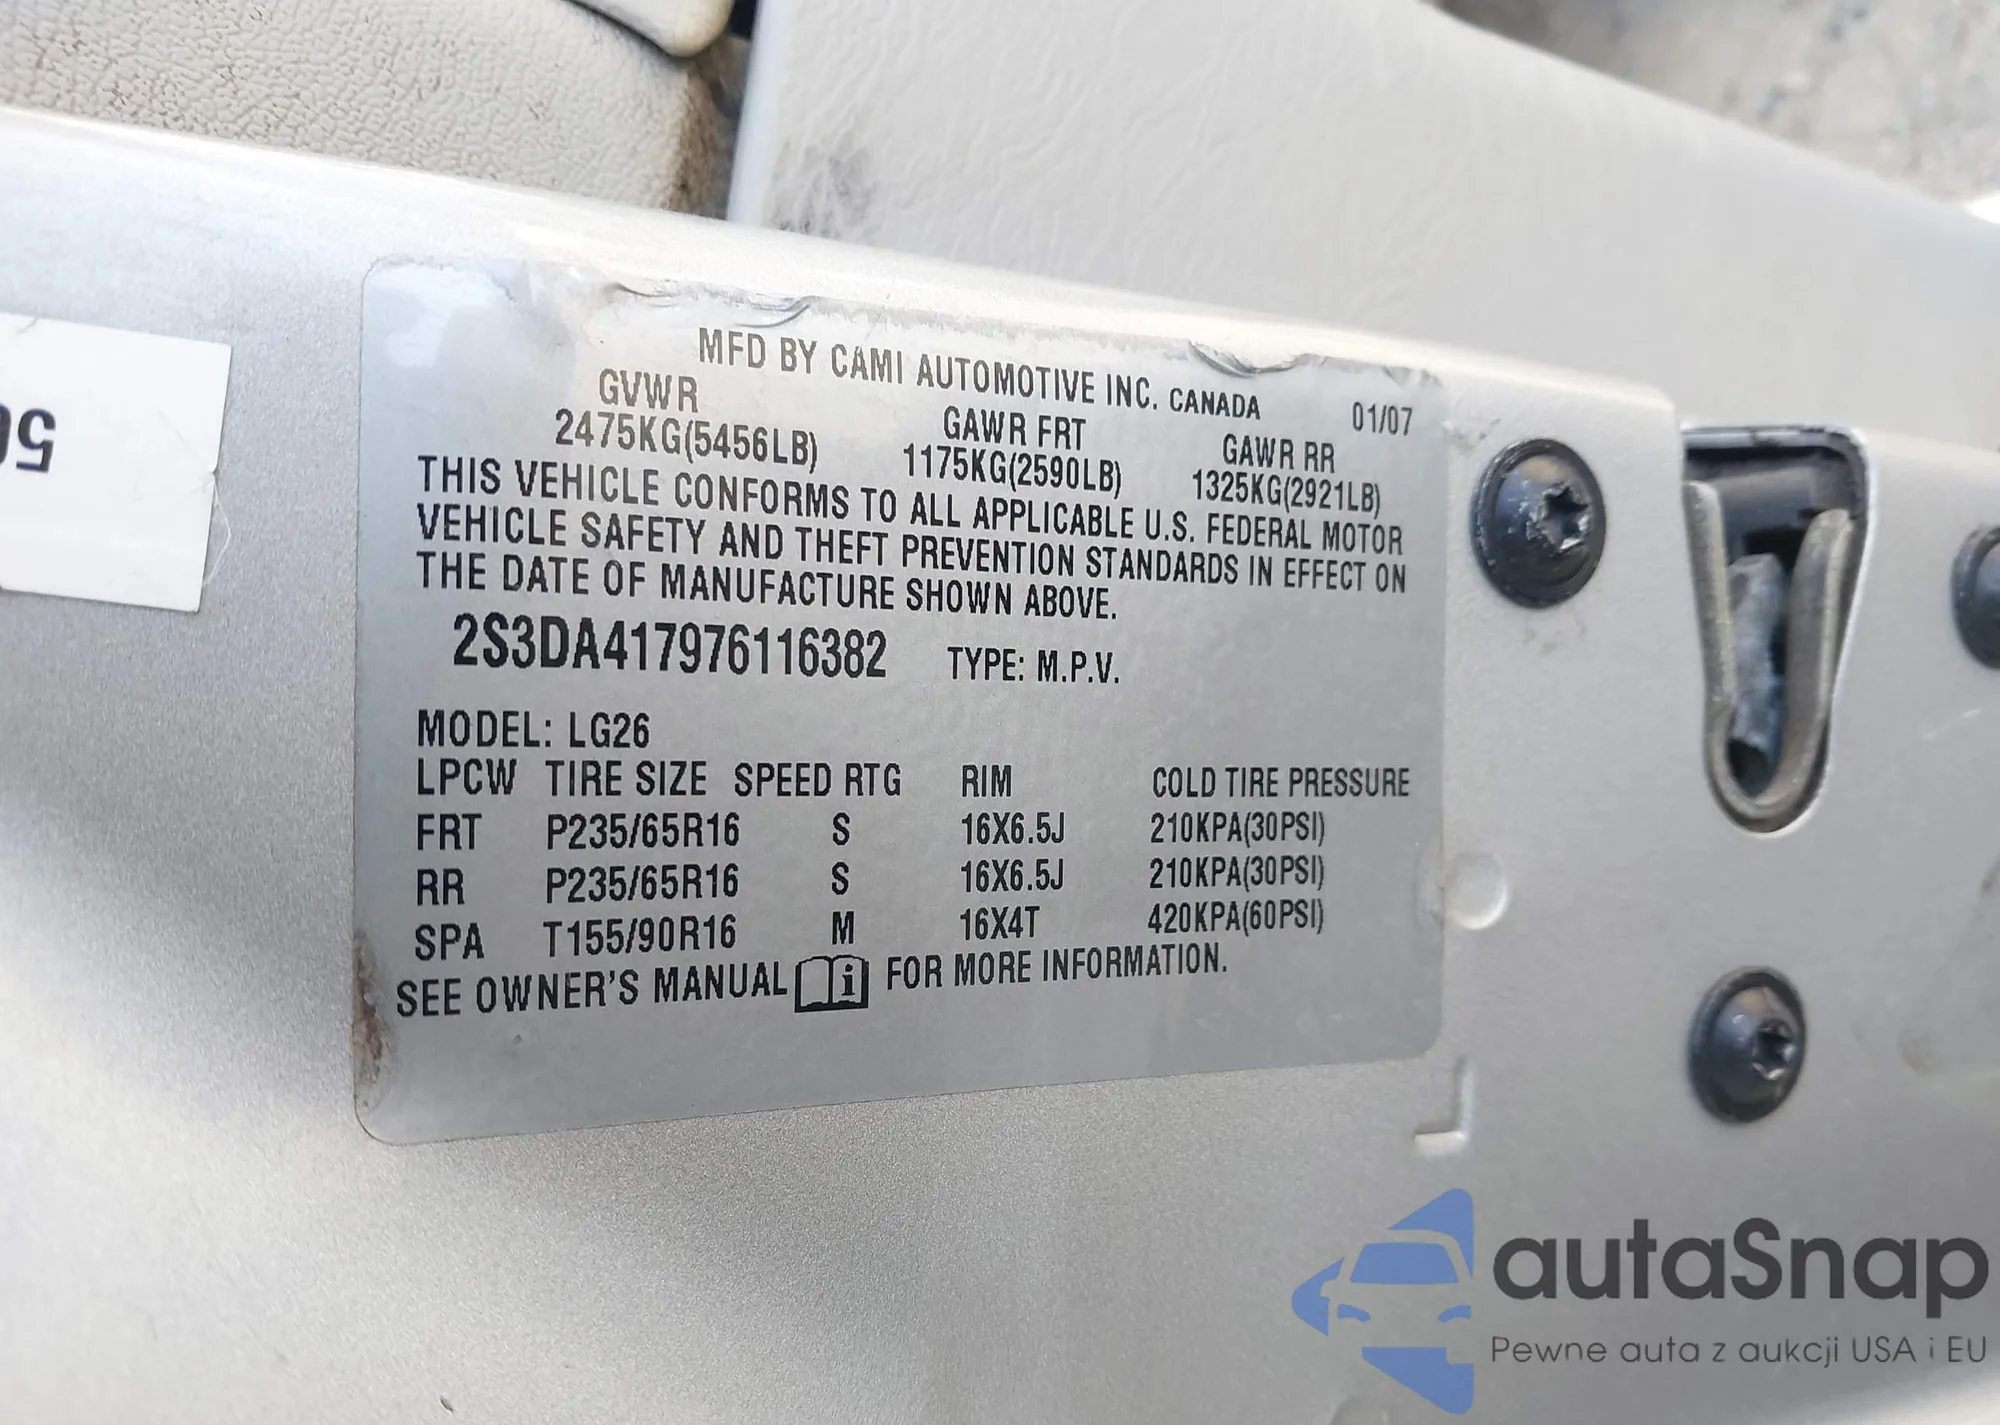 MFD BY CAMI AUTOMOTIVE INC. CANADA 01/07
GVWR GAWR FRT GAWR RR
2475KG(5456LB) 1175KG(2590LB) 1325KG(2921LB)
THIS VEHICLE CONFORMS TO ALL APPLICABLE U.S. FEDERAL MOTOR
VEHICLE SAFETY AND THEFT PREVENTION STANDARDS IN EFFECT ON
THE DATE OF MANUFACTURE SHOWN ABOVE.
2S3DA417976116382 TYPE: M.P.V.
MODEL: LG26
LPCW TIRE SIZE SPEED RTG RIM COLD TIRE PRESSURE
FRT P235/65R16 S 16X6.5J 210KPA(30PSI)
RR P235/65R16 S 16X6.5J 210KPA(30PSI)
SPA T155/90R16 M 16X4T 420KPA(60PSI)
SEE OWNER'S MANUAL i FOR MORE INFORMATION.
autaSnap
Pewne auta z aukcji USA i EU